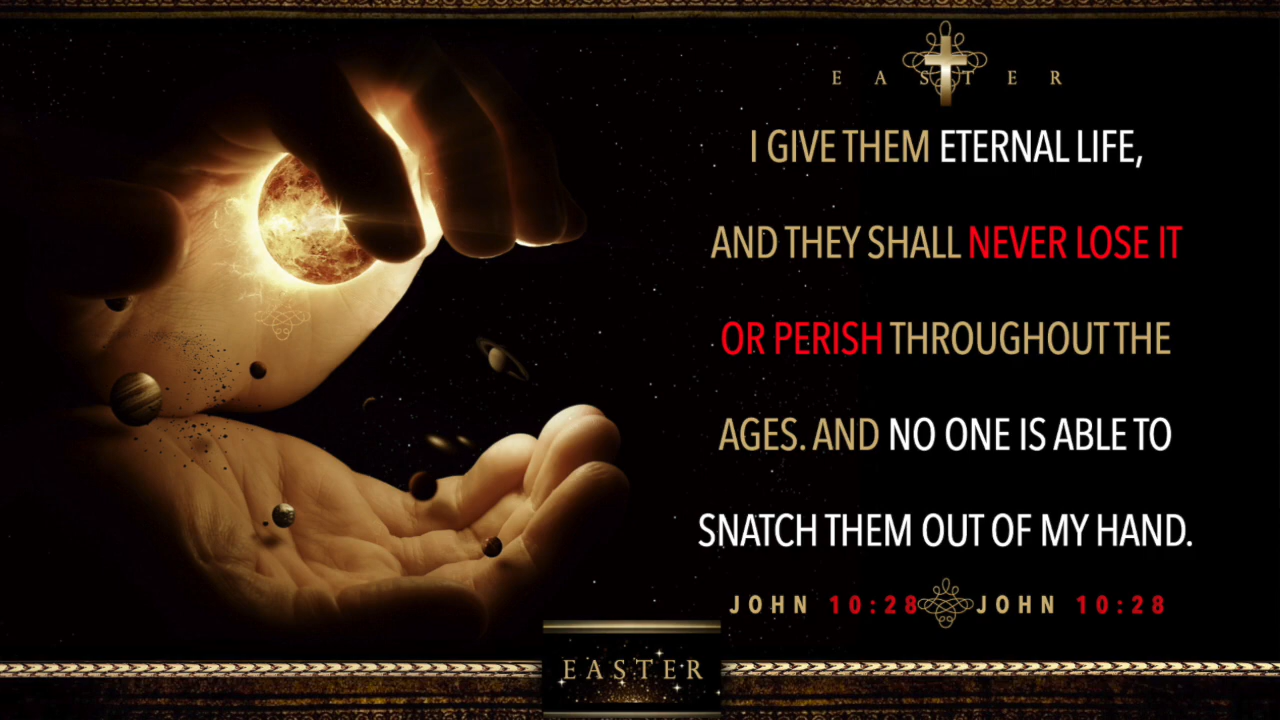 EASTER
I GIVE THEM ETERNAL LIFE,
AND THEY SHALL NEVER LOSE IT
OR PERISH THROUGHOUT THE
AGES. AND NO ONE IS ABLE TO
SNATCH THEM OUT OF MY HAND.
JOHN 10:28 JOHN 10:28
EASTER